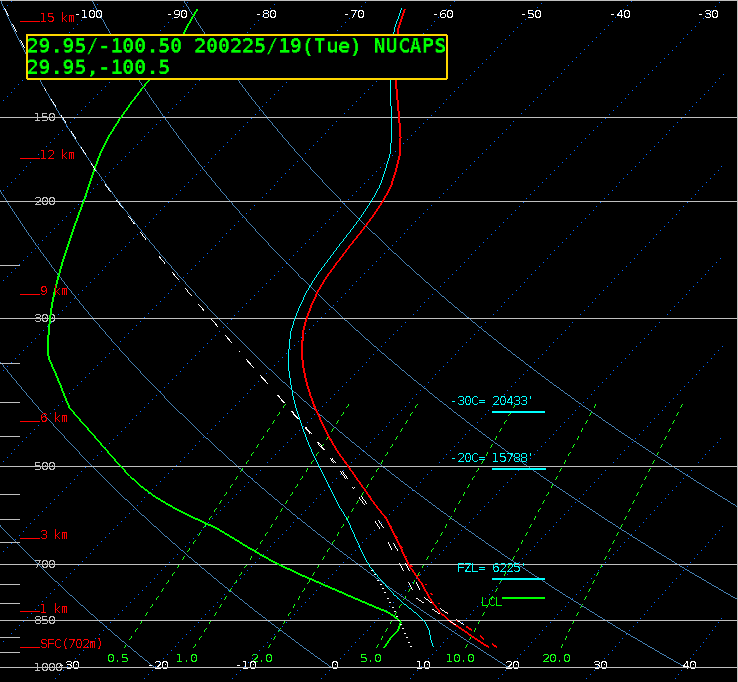 15 km -100 -90 -80 -70 -60 -50 -40 -30
29.95/-100.50 200225/19(Tue) NUCAPS
29.95,-100.5
150
12 km
200
9 km
300
-30C= 20433'
6 km
-20C= 15788'
500
3 km
700 FZL= 6225'
LCL
1 km
850
SFC(702m)
0.5 1.0 2.0 5.0 10.0 20.0
1000 -30 -20 -10 0 10 20 30 40